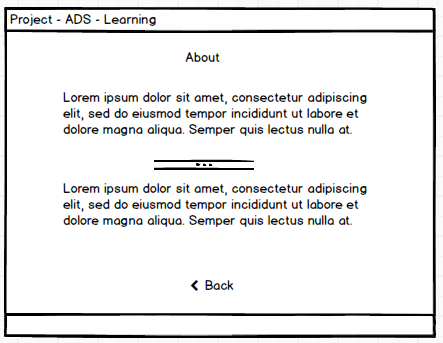 Project - ADS - Learning
About
Lorem ipsum dolor sit amet, consectetur adipiscing
elit, sed do eiusmod tempor incididunt ut labore et
dolore magna aliqua. Semper quis lectus nulla at.
Lorem ipsum dolor sit amet, consectetur adipiscing
elit, sed do eiusmod tempor incididunt ut labore et
dolore magna aliqua. Semper quis lectus nulla at.
Back